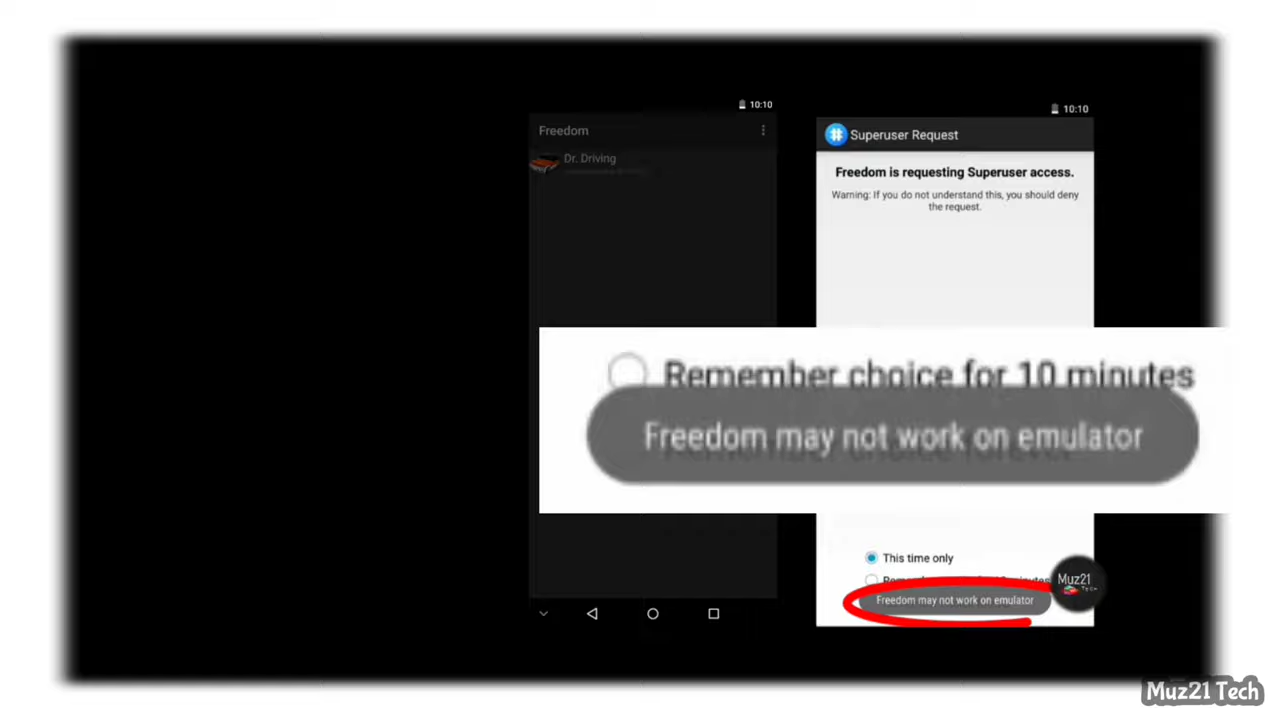 10:10
Freedom
Dr. Driving
10:10
Superuser Request
Freedom is requesting Superuser access.
Warning: If you do not understand this, you should deny
the request.
Remember choice for 10 minutes
Freedom may not work on emulator
This time only
Freedom may not work on emulator
Muz21
Tech
Muz21 Tech